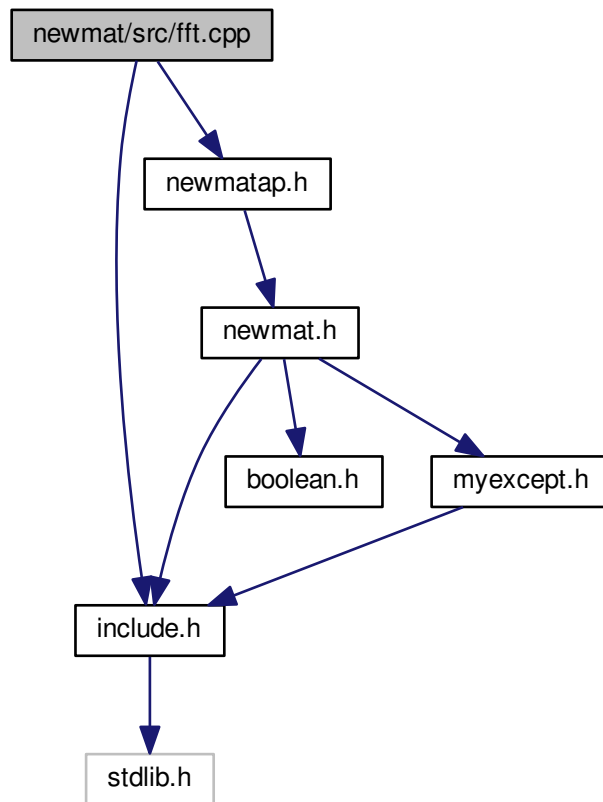 newmat/src/fft.cpp
newmatap.h
newmat.h
boolean.h
myexcept.h
include.h
stdlib.h